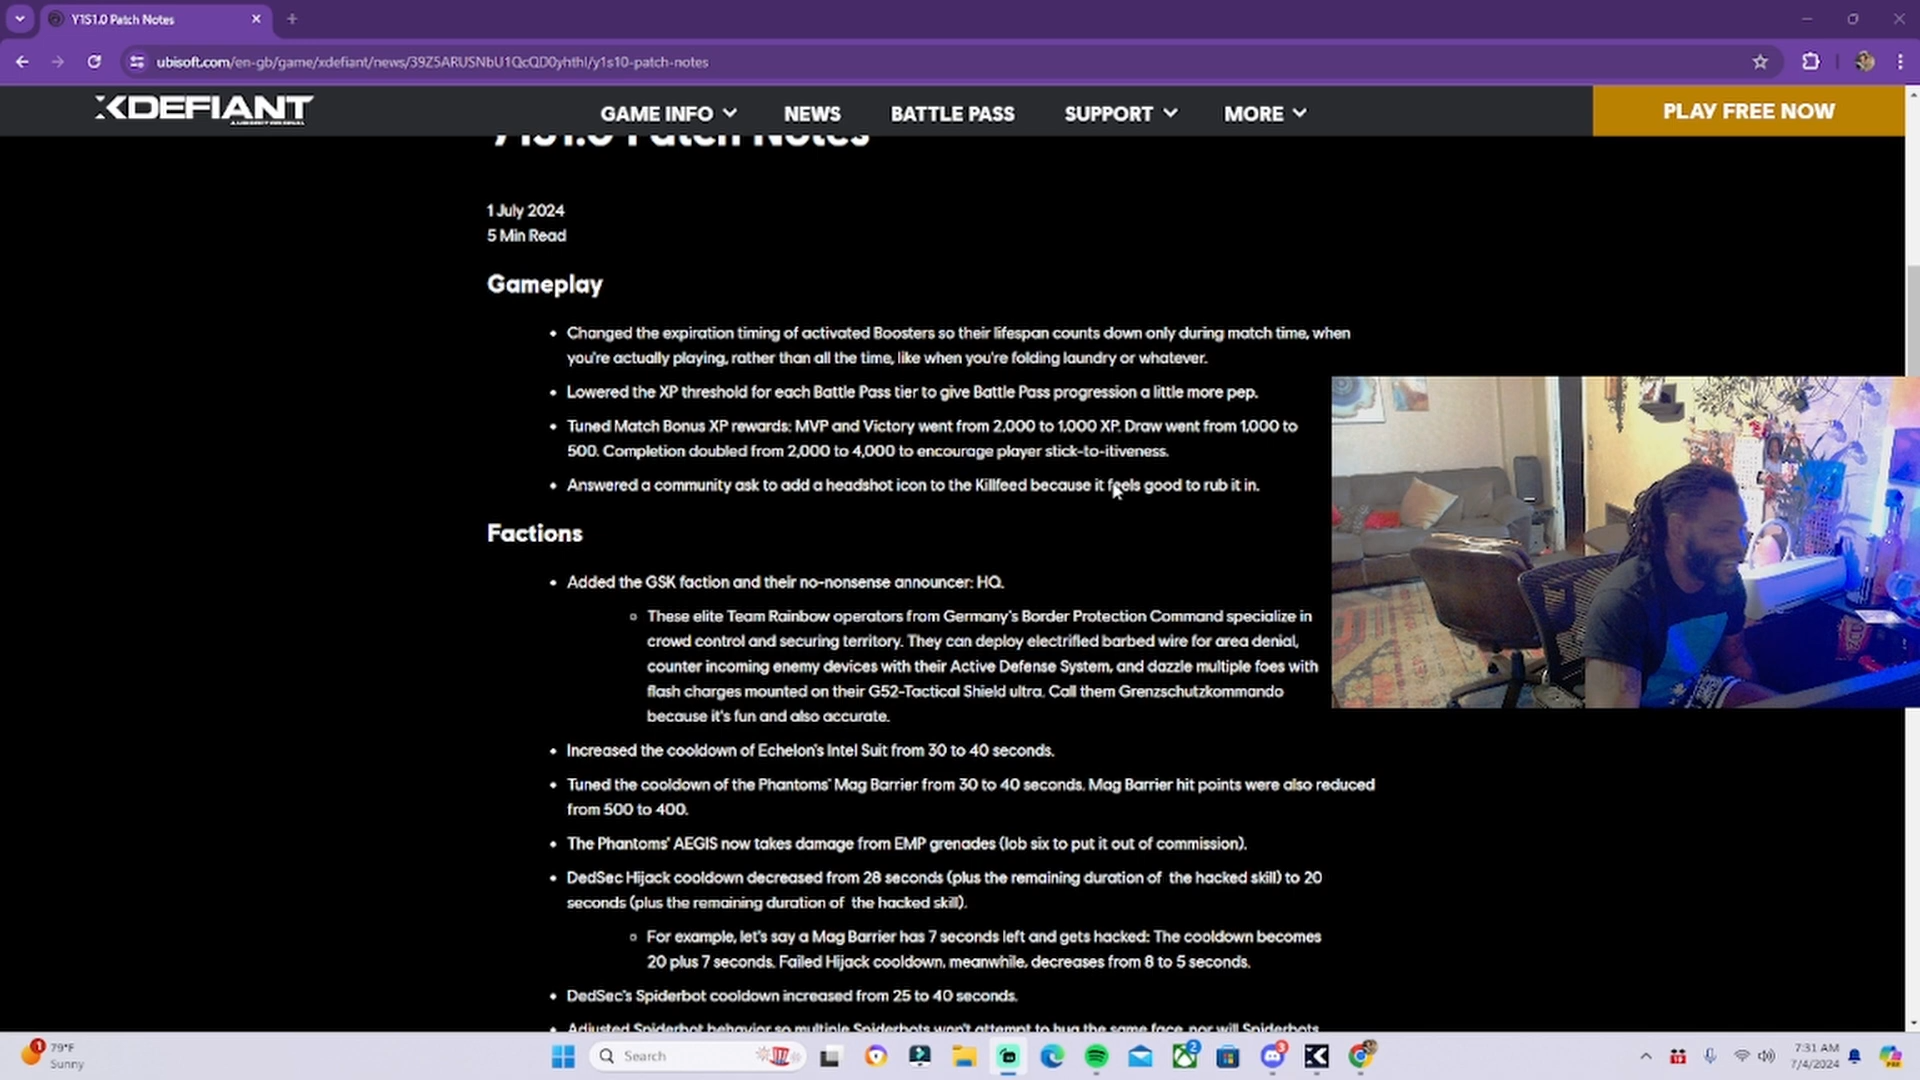 Y1S1.0 Patch Notes
ubisoft.com/en-gb/game/xdefiant/news/39Z5ARUSNbU1QcQD0yhthl/y1s10-patch-notes
XDEFIANT
GAME INFO
NEWS
BATTLE PASS
SUPPORT
MORE
PLAY FREE NOW
Y1S1.0 Patch Notes
1 July 2024
5 Min Read
Gameplay
Changed the expiration timing of activated Boosters so their lifespan counts down only during match time, when
you're actually playing, rather than all the time, like when you're folding laundry or whatever.
Lowered the XP threshold for each Battle Pass tier to give Battle Pass progression a little more pep.
Tuned Match Bonus XP rewards: MVP and Victory went from 2,000 to 1,000 XP. Draw went from 1,000 to
500. Completion doubled from 2,000 to 4,000 to encourage player stick-to-itiveness.
Answered a community ask to add a headshot icon to the Killfeed because it feels good to rub it in.
Factions
Added the GSK faction and their no-nonsense announcer: HQ.
These elite Team Rainbow operators from Germany's Border Protection Command specialize in
crowd control and securing territory. They can deploy electrified barbed wire for area denial,
counter incoming enemy devices with their Active Defense System, and dazzle multiple foes with
flash charges mounted on their G52-Tactical Shield ultra. Call them Grenzschutzkommando
because it's fun and also accurate.
Increased the cooldown of Echelon's Intel Suit from 30 to 40 seconds.
Tuned the cooldown of the Phantoms' Mag Barrier from 30 to 40 seconds. Mag Barrier hit points were also reduced
from 500 to 400.
The Phantoms' AEGIS now takes damage from EMP grenades (lob six to put it out of commission).
DedSec Hijack cooldown decreased from 28 seconds (plus the remaining duration of the hacked skill) to 20
seconds (plus the remaining duration of the hacked skill).
For example, let's say a Mag Barrier has 7 seconds left and gets hacked: The cooldown becomes
20 plus 7 seconds. Failed Hijack cooldown, meanwhile, decreases from 8 to 5 seconds.
DedSec's Spiderbot cooldown increased from 25 to 40 seconds.
Adjusted Spiderbot behavior so multiple Spiderbots won't attempt to hug the same face, nor will Spiderbots
1
79°F
Sunny
Search
2
3
7:31 AM
7/4/2024